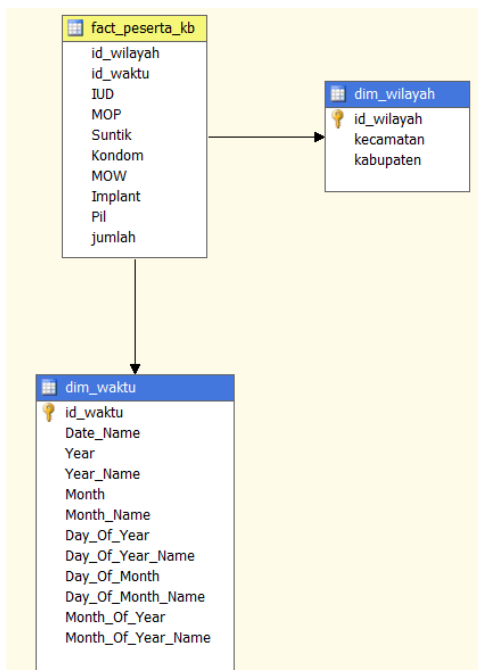 fact_peserta_kb
id_wilayah
id_waktu
IUD
MOP
Suntik
Kondom
MOW
Implant
Pil
jumlah
dim_wilayah
id_wilayah
kecamatan
kabupaten
dim_waktu
id_waktu
Date_Name
Year
Year_Name
Month
Month_Name
Day_Of_Year
Day_Of_Year_Name
Day_Of_Month
Day_Of_Month_Name
Month_Of_Year
Month_Of_Year_Name